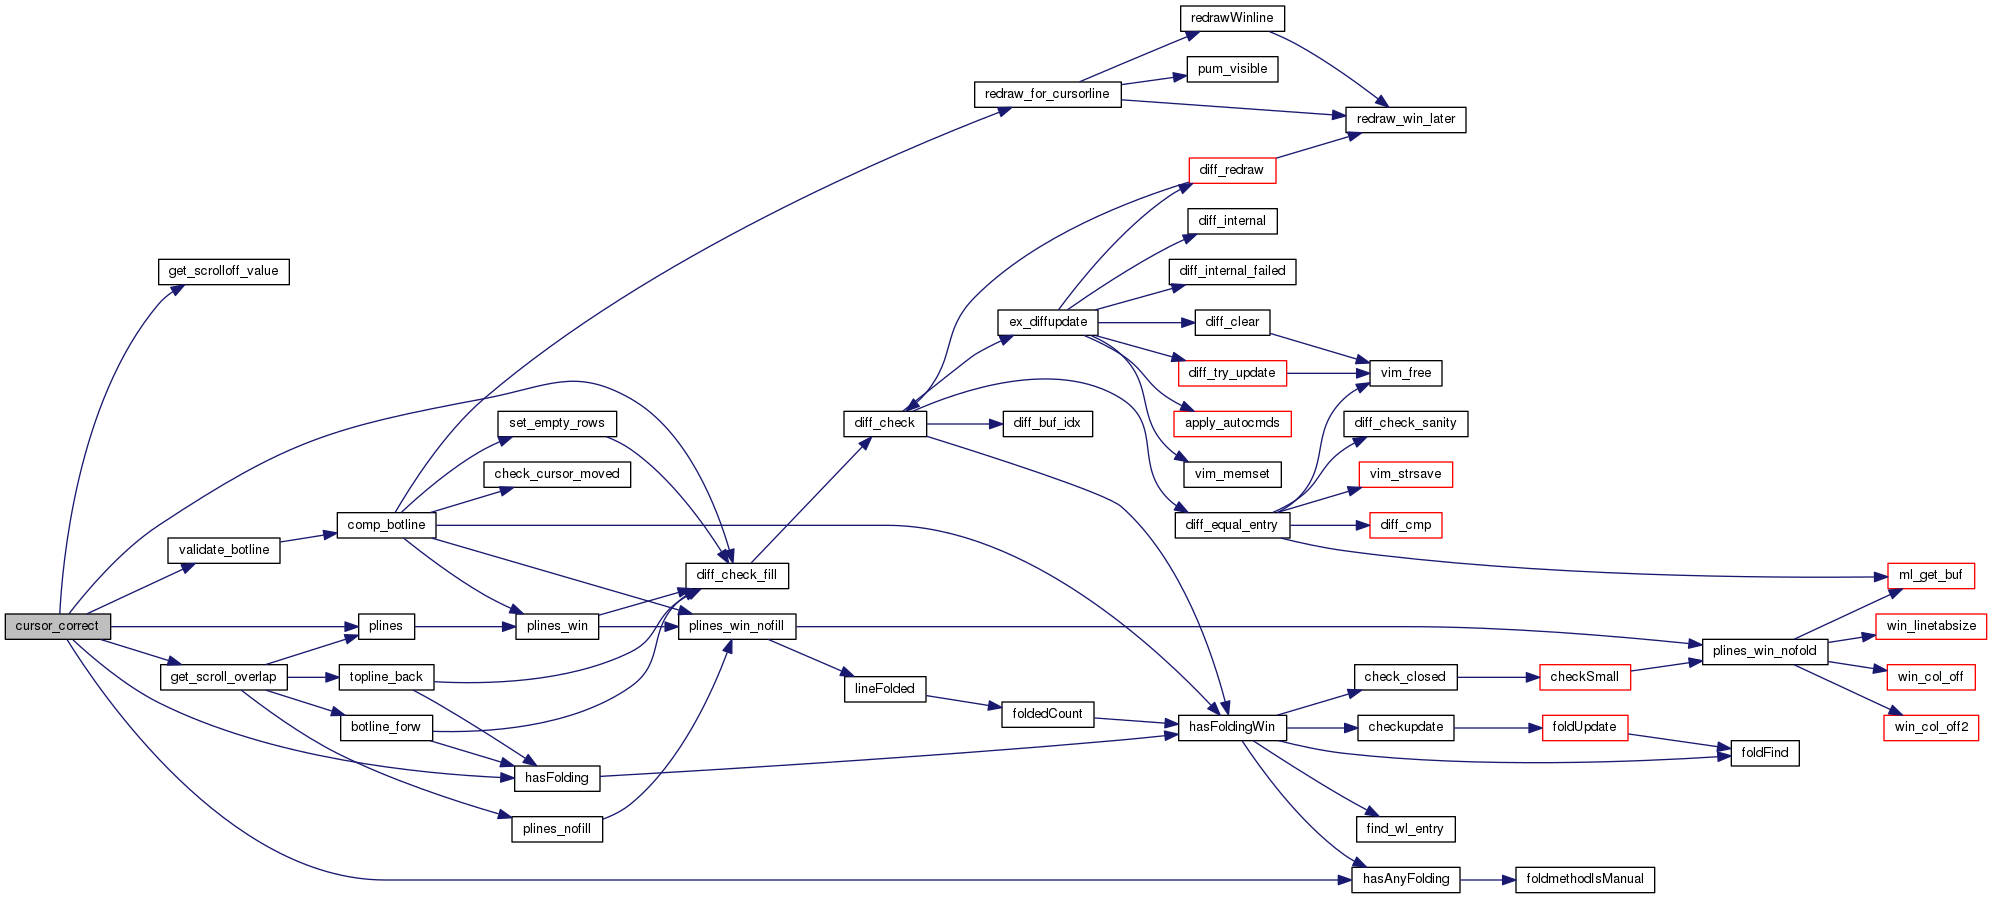 redrawWinline
pum_visible
redraw_for_cursorline
redraw_win_later
diff_redraw
diff_internal
get_scrolloff_value
diff_internal_failed
ex_diffupdate
diff_clear
diff_try_update
vim_free
set_empty_rows
diff_check
diff_buf_idx
apply_autocmds
diff_check_sanity
check_cursor_moved
vim_memset
vim_strsave
comp_botline
diff_equal_entry
diff_cmp
validate_botline
diff_check_fill
ml_get_buf
cursor_correct
plines
plines_win
plines_win_nofill
win_linetabsize
plines_win_nofold
get_scroll_overlap
topline_back
lineFolded
check_closed
checkSmall
win_col_off
botline_forw
foldedCount
hasFoldingWin
checkupdate
foldUpdate
win_col_off2
foldFind
hasFolding
plines_nofill
find_wl_entry
hasAnyFolding
foldmethodIsManual